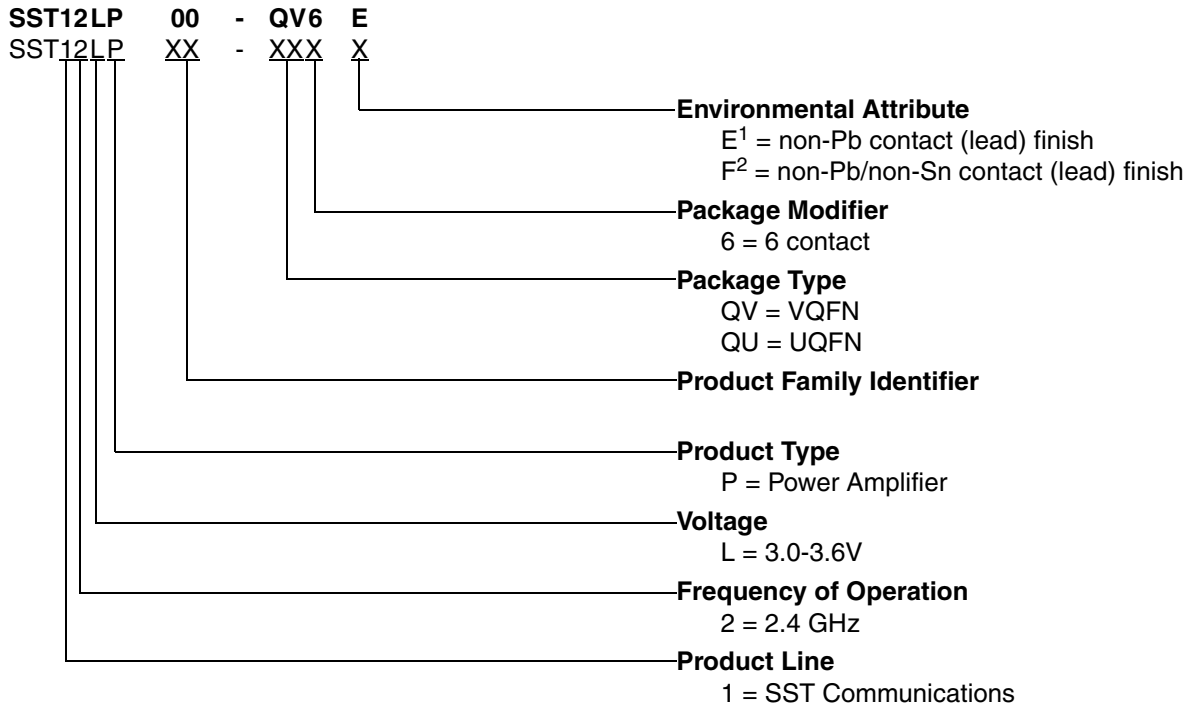 SST12LP 00 - QV6 E
SST12LP XX - XXX X
Environmental Attribute
E1 = non-Pb contact (lead) finish
F2 = non-Pb/non-Sn contact (lead) finish
Package Modifier
6 = 6 contact
Package Type
QV = VQFN
QU = UQFN
Product Family Identifier
Product Type
P = Power Amplifier
Voltage
L = 3.0-3.6V
Frequency of Operation
2 = 2.4 GHz
Product Line
1 = SST Communications